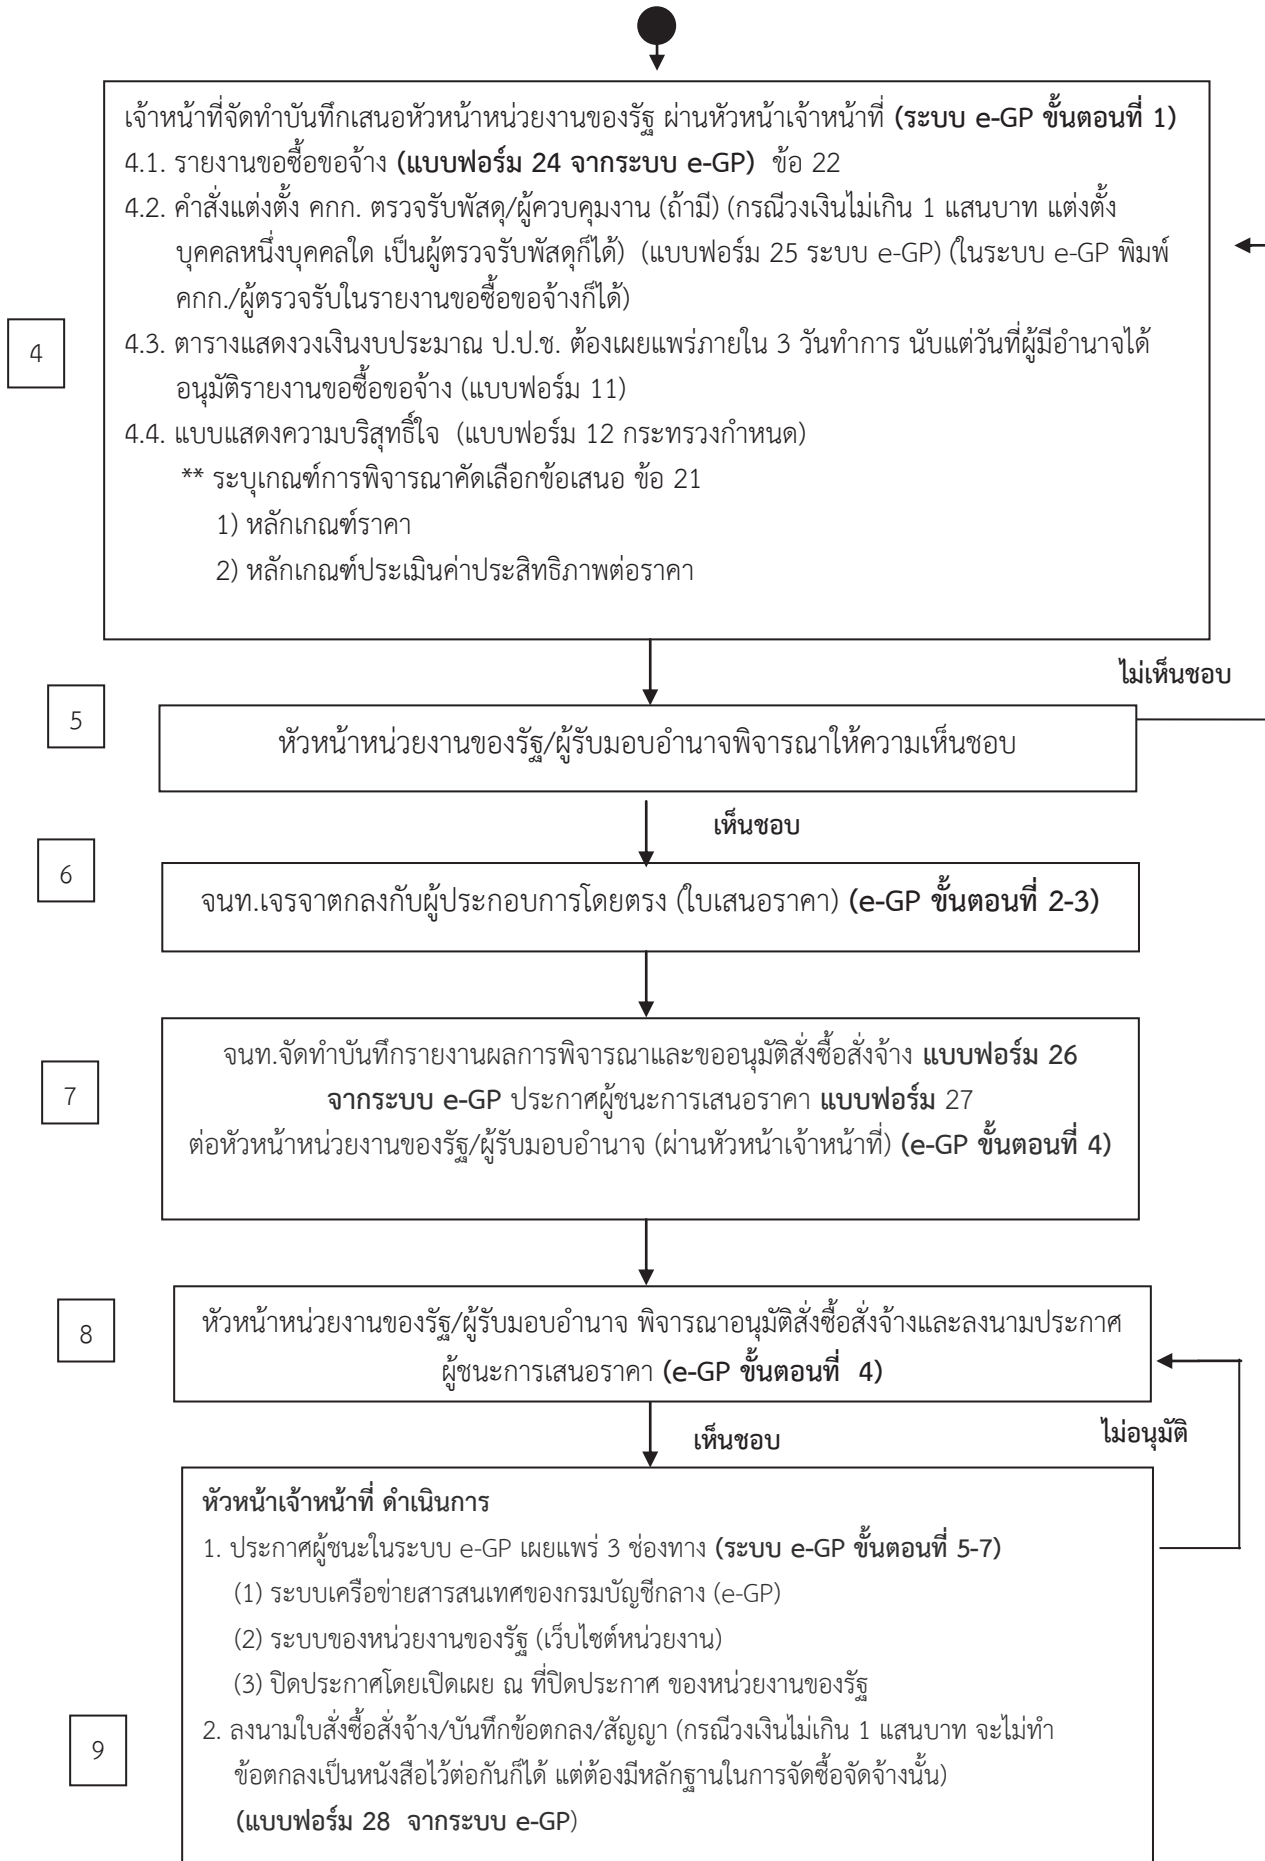 เจ้าหน้าที่จัดทำบันทึกเสนอหัวหน้าหน่วยงานของรัฐ ผ่านหัวหน้าเจ้าหน้าที่ (ระบบ e-GP ขั้นตอนที่ 1)
4.1. รายงานขอซื้อขอจ้าง (แบบฟอร์ม 24 จากระบบ e-GP) ข้อ 22
4.2. คำสั่งแต่งตั้ง คกก. ตรวจรับพัสดุ/ผู้ควบคุมงาน (ถ้ามี) (กรณีวงเงินไม่เกิน 1 แสนบาท แต่งตั้ง
บุคคลหนึ่งบุคคลใด เป็นผู้ตรวจรับพัสดุก็ได้) (แบบฟอร์ม 25 ระบบ e-GP) (ในระบบ e-GP พิมพ์
คกก./ผู้ตรวจรับในรายงานขอซื้อขอจ้างก็ได้)
4
4.3. ตารางแสดงวงเงินงบประมาณ ป.ป.ช. ต้องเผยแพร่ภายใน 3 วันทำการ นับแต่วันที่ผู้มีอำนาจได้
อนุมัติรายงานขอซื้อขอจ้าง (แบบฟอร์ม 11)
4.4. แบบแสดงความบริสุทธิ์ใจ (แบบฟอร์ม 12 กระทรวงกำหนด)
** ระบุเกณฑ์การพิจารณาคัดเลือกข้อเสนอ ข้อ 21
1) หลักเกณฑ์ราคา
2) หลักเกณฑ์ประเมินค่าประสิทธิภาพต่อราคา
ไม่เห็นชอบ
5
หัวหน้าหน่วยงานของรัฐ/ผู้รับมอบอำนาจพิจารณาให้ความเห็นชอบ
เห็นชอบ
6
จนท.เจรจาตกลงกับผู้ประกอบการโดยตรง (ใบเสนอราคา) (e-GP ขั้นตอนที่ 2-3)
จนท.จัดทำบันทึกรายงานผลการพิจารณาและขออนุมัติสั่งซื้อสั่งจ้าง แบบฟอร์ม 26
7
จากระบบ e-GP ประกาศผู้ชนะการเสนอราคา แบบฟอร์ม 27
ต่อหัวหน้าหน่วยงานของรัฐ/ผู้รับมอบอำนาจ (ผ่านหัวหน้าเจ้าหน้าที่) (e-GP ขั้นตอนที่ 4)
8
หัวหน้าหน่วยงานของรัฐ/ผู้รับมอบอำนาจ พิจารณาอนุมัติสั่งซื้อสั่งจ้างและลงนามประกาศ
ผู้ชนะการเสนอราคา (e-GP ขั้นตอนที่ 4)
เห็นชอบ
ไม่อนุมัติ
หัวหน้าเจ้าหน้าที่ ดำเนินการ
1. ประกาศผู้ชนะในระบบ e-GP เผยแพร่ 3 ช่องทาง (ระบบ e-GP ขั้นตอนที่ 5-7)
(1) ระบบเครือข่ายสารสนเทศของกรมบัญชีกลาง (e-GP)
(2) ระบบของหน่วยงานของรัฐ (เว็บไซต์หน่วยงาน)
(3) ปิดประกาศโดยเปิดเผย ณ ที่ปิดประกาศ ของหน่วยงานของรัฐ
9
2. ลงนามใบสั่งซื้อสั่งจ้าง/บันทึกข้อตกลง/สัญญา (กรณีวงเงินไม่เกิน 1 แสนบาท จะไม่ทำ
ข้อตกลงเป็นหนังสือไว้ต่อกันก็ได้ แต่ต้องมีหลักฐานในการจัดซื้อจัดจ้างนั้น)
(แบบฟอร์ม 28 จากระบบ e-GP)